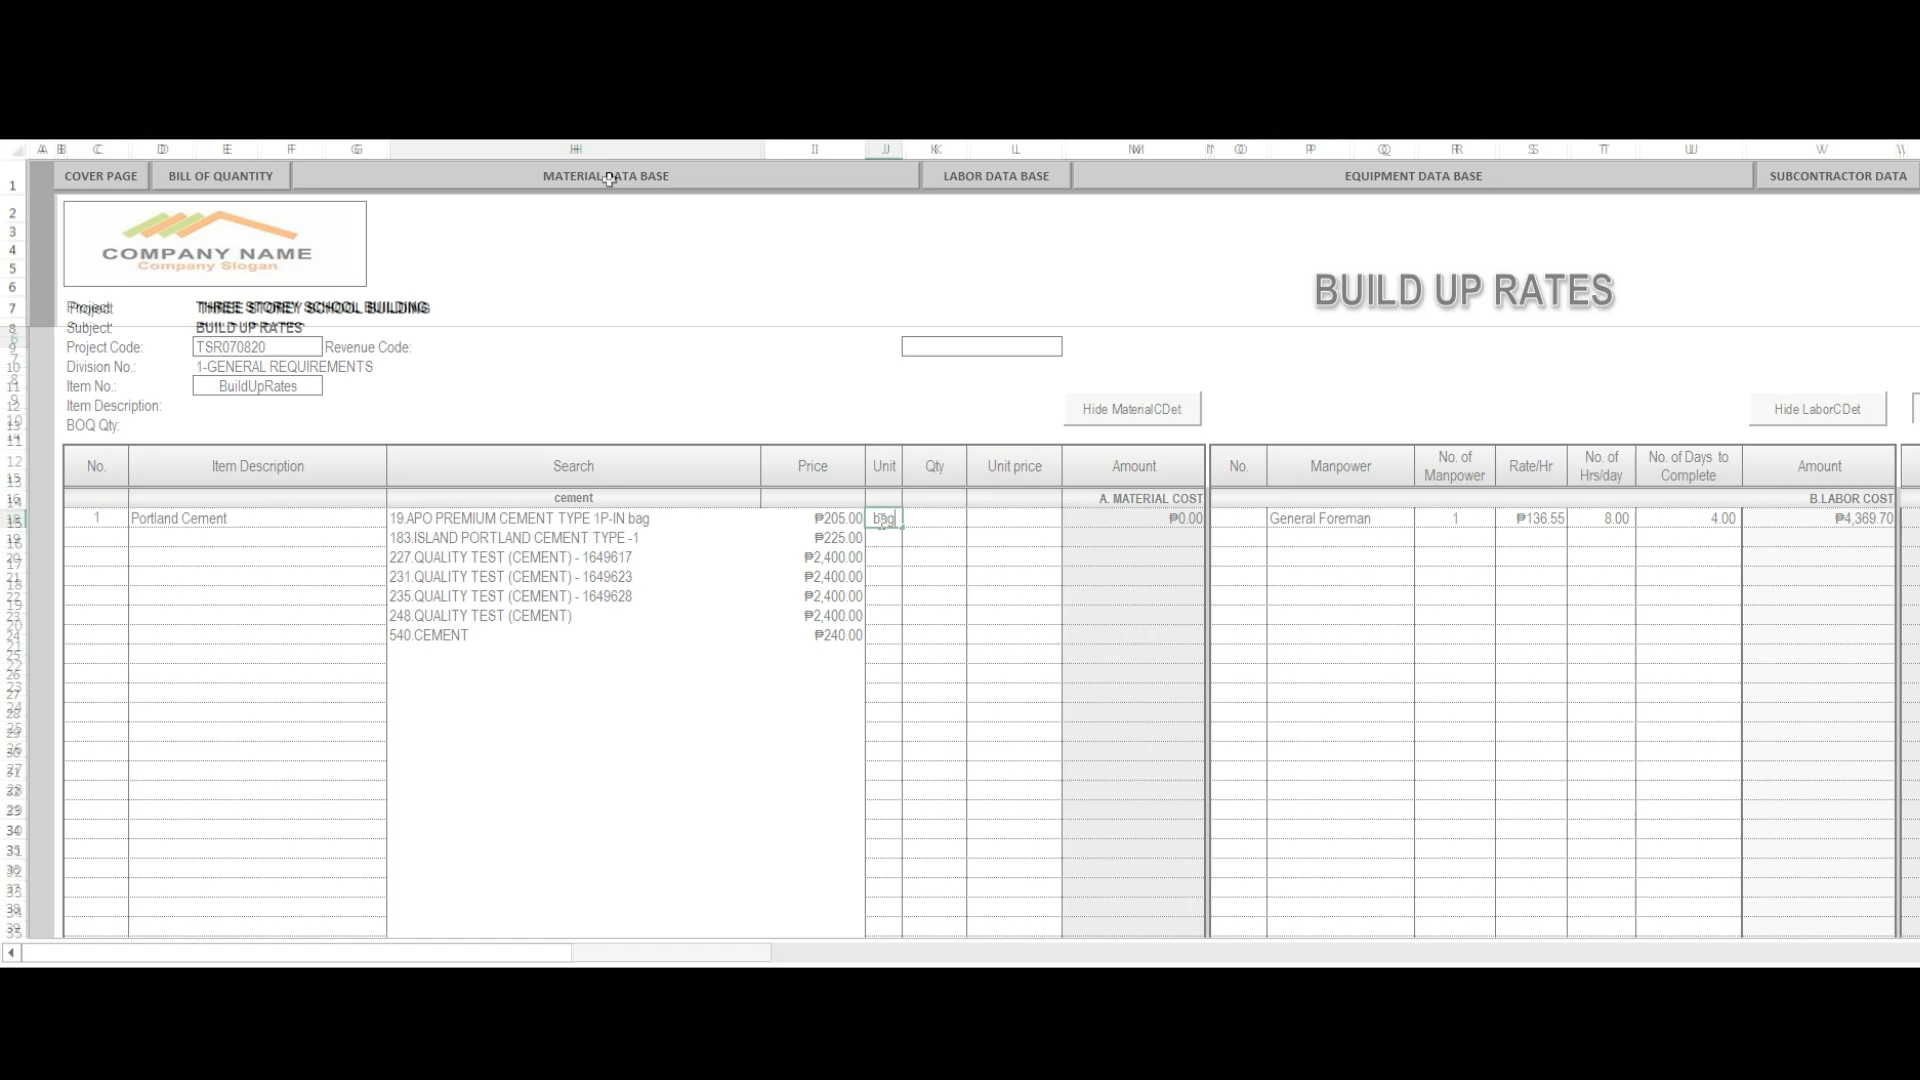 COVER PAGE BILL OF QUANTITY MATERIAL DATA BASE LABOR DATA BASE EQUIPMENT DATA BASE SUBCONTRACTOR DATA
COMPANY NAME
Company Slogan
BUILD UP RATES
Project: THREE STOREY SCHOOL BUILDING
Subject: BUILD UP RATES
Project Code: TSR070820 Revenue Code:
Division No.: 1-GENERAL REQUIREMENTS
Item No.: BuildUpRates
Item Description:
BOQ Qty:
Hide MaterialCDet Hide LaborCDet
No. Item Description Search Price Unit Qty Unit price Amount No. Manpower No. of Manpower Rate/Hr No. of Hrs/day No. of Days to Complete Amount
cement A. MATERIAL COST B.LABOR COST
1 Portland Cement 19.APO PREMIUM CEMENT TYPE 1P-IN bag ₱205.00 bag ₱0.00 General Foreman 1 ₱136.55 8.00 4.00 ₱4,369.70
183.ISLAND PORTLAND CEMENT TYPE -1 ₱225.00
227.QUALITY TEST (CEMENT) - 1649617 ₱2,400.00
231.QUALITY TEST (CEMENT) - 1649623 ₱2,400.00
235.QUALITY TEST (CEMENT) - 1649628 ₱2,400.00
248.QUALITY TEST (CEMENT) ₱2,400.00
540.CEMENT ₱240.00